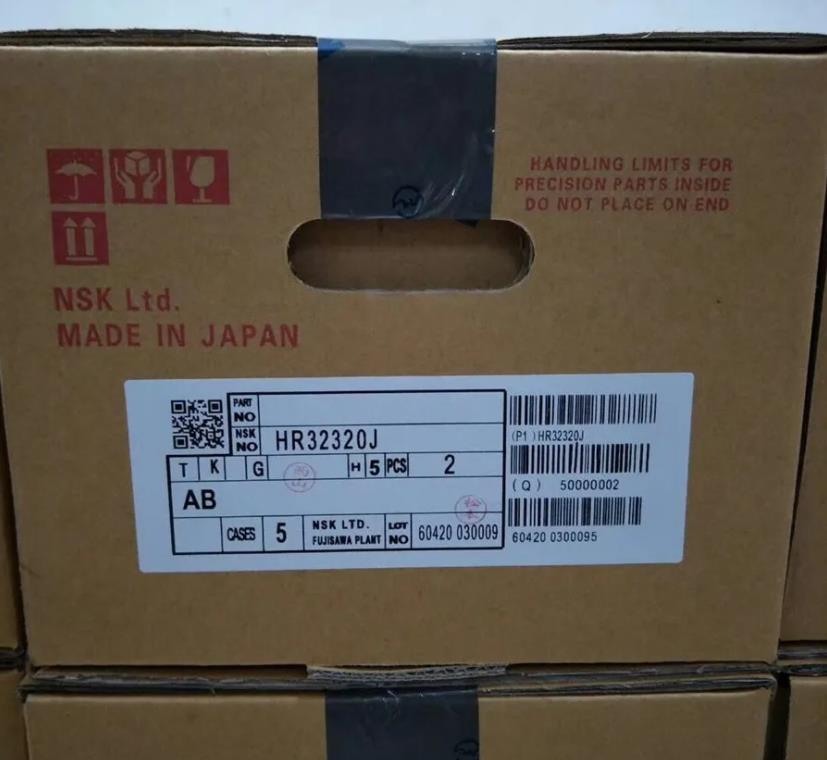 HANDLING LIMITS FOR
PRECISION PARTS INSIDE
DO NOT PLACE ON END
NSK Ltd.
MADE IN JAPAN
PART NO
NSK NO HR32320J
(P1)HR32320J
T K G H 5 PCS 2
(Q) 50000002
AB
CASES 5 NSK LTD. FUJISAWA PLANT LOT NO 60420 030009
60420 0300095